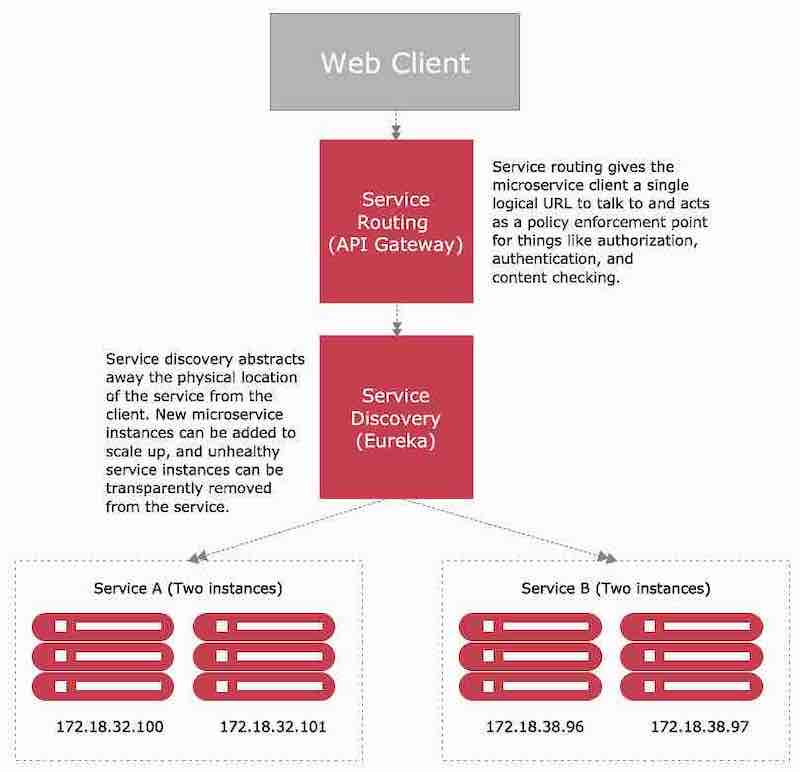 Web Client
Service
Routing
(API Gateway)
Service routing gives the
microservice client a single
logical URL to talk to and acts
as a policy enforcement point
for things like authorization,
authentication, and
content checking.
Service discovery abstracts
away the physical location
of the service from the
client. New microservice
instances can be added to
scale up, and unhealthy
service instances can be
transparently removed
from the service.
Service
Discovery
(Eureka)
Service A (Two instances)
172.18.32.100
172.18.32.101
Service B (Two instances)
172.18.38.96
172.18.38.97